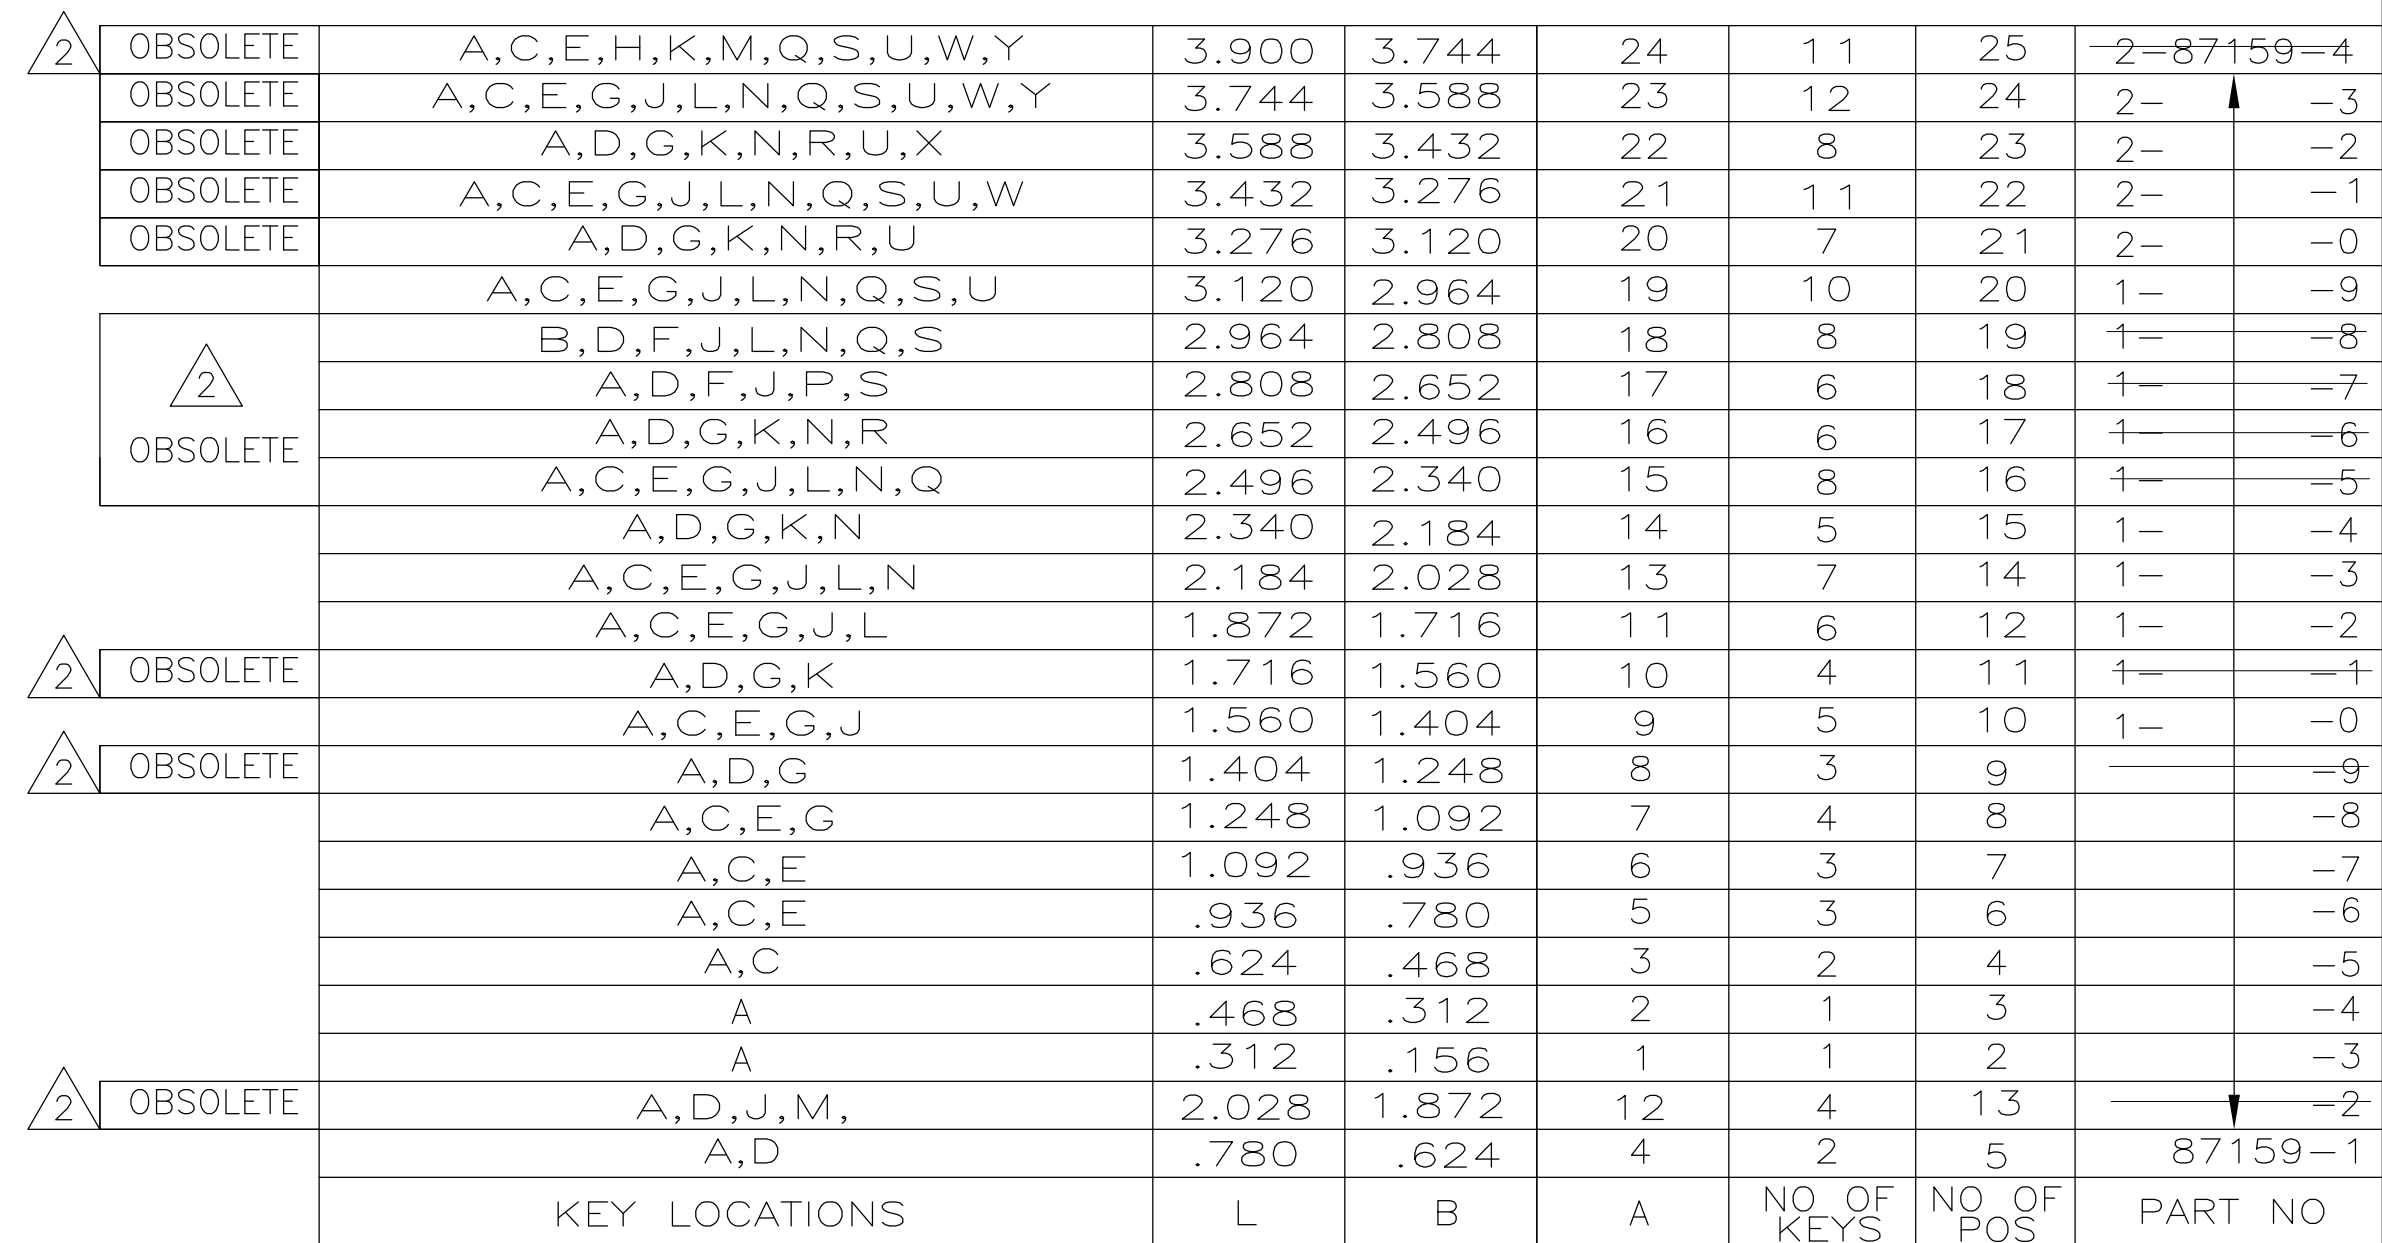 2 OBSOLETE A,C,E,H,K,M,Q,S,U,W,Y 3.900 3.744 24 11 25 2-87159-4
OBSOLETE A,C,E,G,J,L,N,Q,S,U,W,Y 3.744 3.588 23 12 24 2- -3
OBSOLETE A,D,G,K,N,R,U,X 3.588 3.432 22 8 23 2- -2
OBSOLETE A,C,E,G,J,L,N,Q,S,U,W 3.432 3.276 21 11 22 2- -1
OBSOLETE A,D,G,K,N,R,U 3.276 3.120 20 7 21 2- -0
A,C,E,G,J,L,N,Q,S,U 3.120 2.964 19 10 20 1- -9
B,D,F,J,L,N,Q,S 2.964 2.808 18 8 19 1- -8
2 A,D,F,J,P,S 2.808 2.652 17 6 18 1- -7
OBSOLETE A,D,G,K,N,R 2.652 2.496 16 6 17 1- -6
A,C,E,G,J,L,N,Q 2.496 2.340 15 8 16 1- -5
A,D,G,K,N 2.340 2.184 14 5 15 1- -4
A,C,E,G,J,L,N 2.184 2.028 13 7 14 1- -3
A,C,E,G,J,L 1.872 1.716 11 6 12 1- -2
2 OBSOLETE A,D,G,K 1.716 1.560 10 4 11 1- -1
A,C,E,G,J 1.560 1.404 9 5 10 1- -0
2 OBSOLETE A,D,G 1.404 1.248 8 3 9 -9
A,C,E,G 1.248 1.092 7 4 8 -8
A,C,E 1.092 .936 6 3 7 -7
A,C,E .936 .780 5 3 6 -6
A,C .624 .468 3 2 4 -5
A .468 .312 2 1 3 -4
A .312 .156 1 1 2 -3
2 OBSOLETE A,D,J,M, 2.028 1.872 12 4 13 -2
A,D .780 .624 4 2 5 87159-1
KEY LOCATIONS L B A NO OF KEYS NO OF POS PART NO